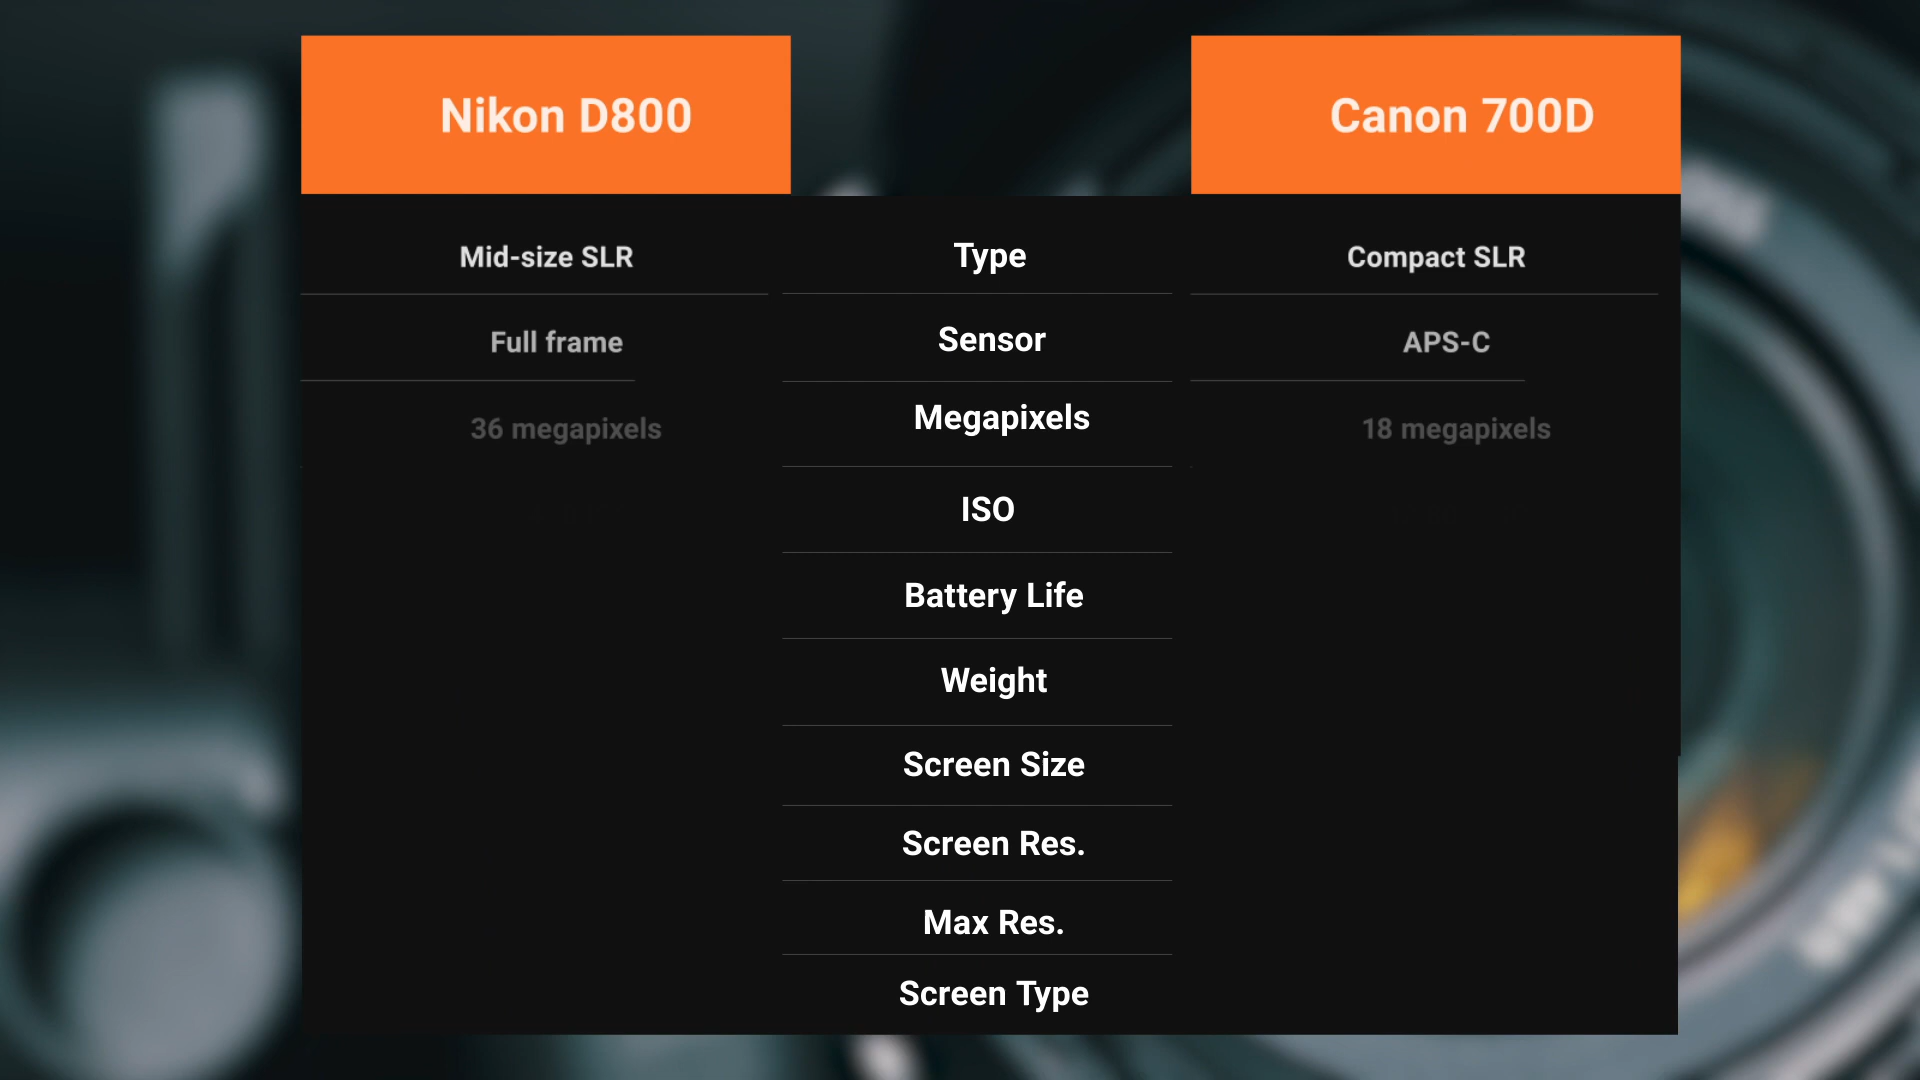 Nikon D800
Canon 700D
Mid-size SLR
Type
Compact SLR
Full frame
Sensor
APS-C
36 megapixels
Megapixels
18 megapixels
ISO
Battery Life
Weight
Screen Size
Screen Res.
Max Res.
Screen Type